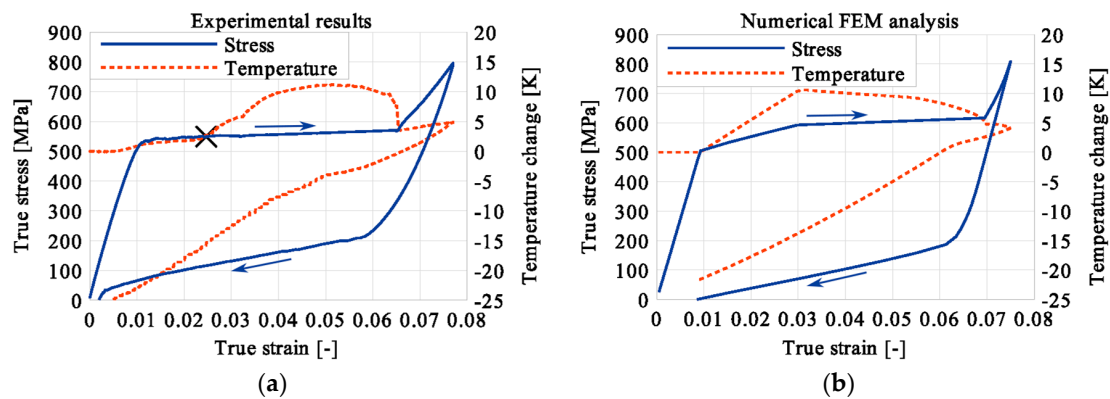 Experimental results
Stress
Temperature
True stress [MPa]
900
800
700
600
500
400
300
200
100
0
20
15
10
5
0
-5
-10
-15
-20
-25
Temperature change [K]
0 0.01 0.02 0.03 0.04 0.05 0.06 0.07 0.08
True strain [-]
(a)
Numerical FEM analysis
Stress
Temperature
True stress [MPa]
900
800
700
600
500
400
300
200
100
0
20
15
10
5
0
-5
-10
-15
-20
-25
Temperature change [K]
0 0.01 0.02 0.03 0.04 0.05 0.06 0.07 0.08
True strain [-]
(b)